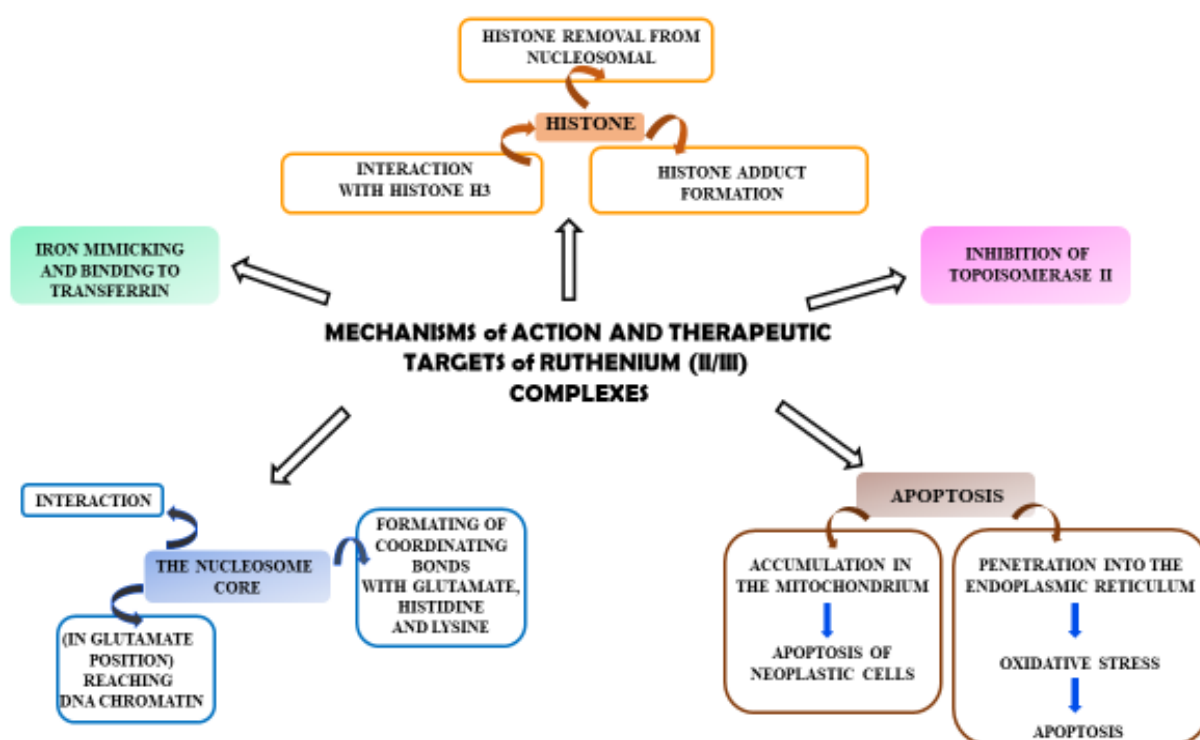 HISTONE REMOVAL FROM
NUCLEOSOMAL
HISTONE
INTERACTION
WITH HISTONE H3
HISTONE ADDUCT
FORMATION
IRON MIMICKING
AND BINDING TO
TRANSFERRIN
INHIBITION OF
TOPOISOMERASE II
MECHANISMS of ACTION AND THERAPEUTIC
TARGETS of RUTHENIUM (II/III)
COMPLEXES
INTERACTION
THE NUCLEOSOME
CORE
FORMATING OF
COORDINATING
BONDS
WITH GLUTAMATE,
HISTIDINE
AND LYSINE
(IN GLUTAMATE
POSITION)
REACHING
DNA CHROMATIN
APOPTOSIS
ACCUMULATION IN
THE MITOCHONDRIUM
APOPTOSIS OF
NEOPLASTIC CELLS
PENETRATION INTO THE
ENDOPLASMIC RETICULUM
OXIDATIVE STRESS
APOPTOSIS